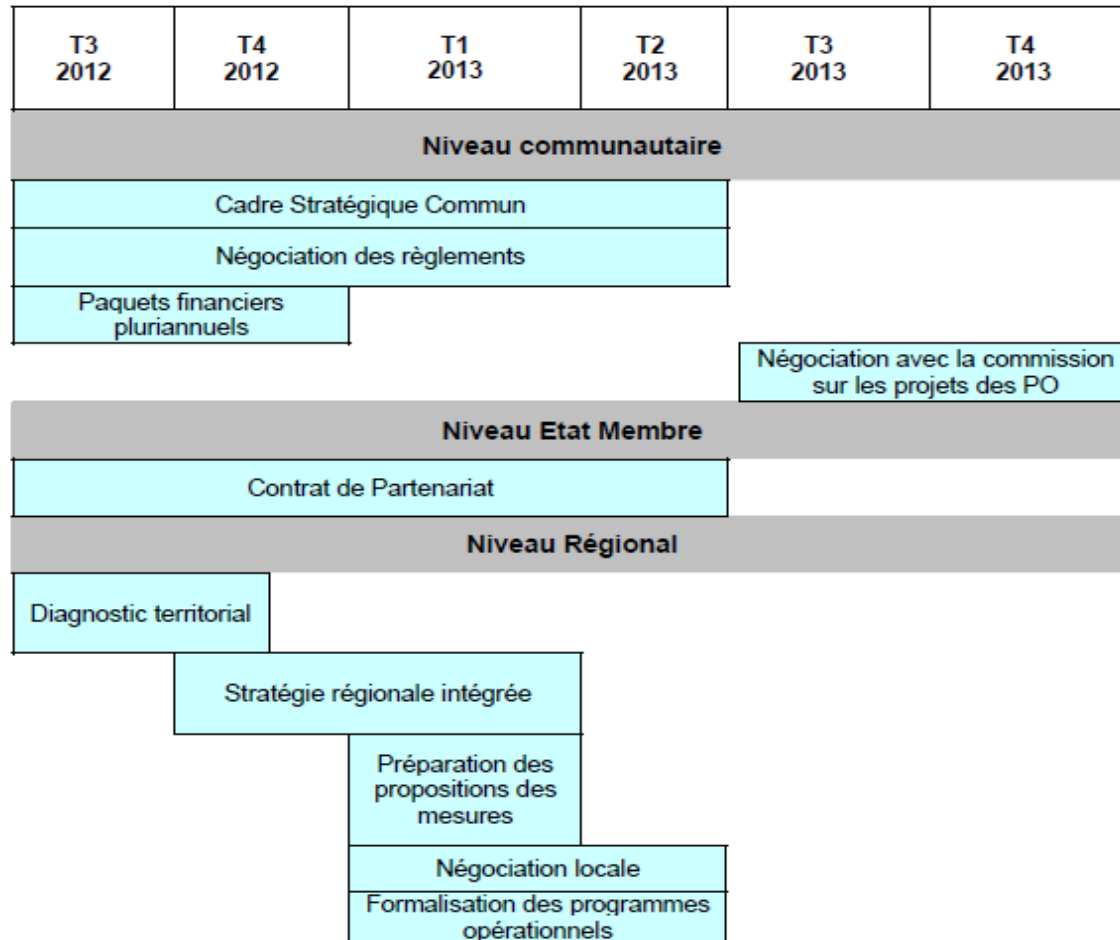 T3 T4 T1 T2 T3 T4
2012 2012 2013 2013 2013 2013
Niveau communautaire
Cadre Stratégique Commun
Négociation des règlements
Paquets financiers
pluriannuels
Négociation avec la commission
sur les projets des PO
Niveau Etat Membre
Contrat de Partenariat
Niveau Régional
Diagnostic territorial
Stratégie régionale intégrée
Préparation des
propositions des
mesures
Négociation locale
Formalisation des programmes
opérationnels